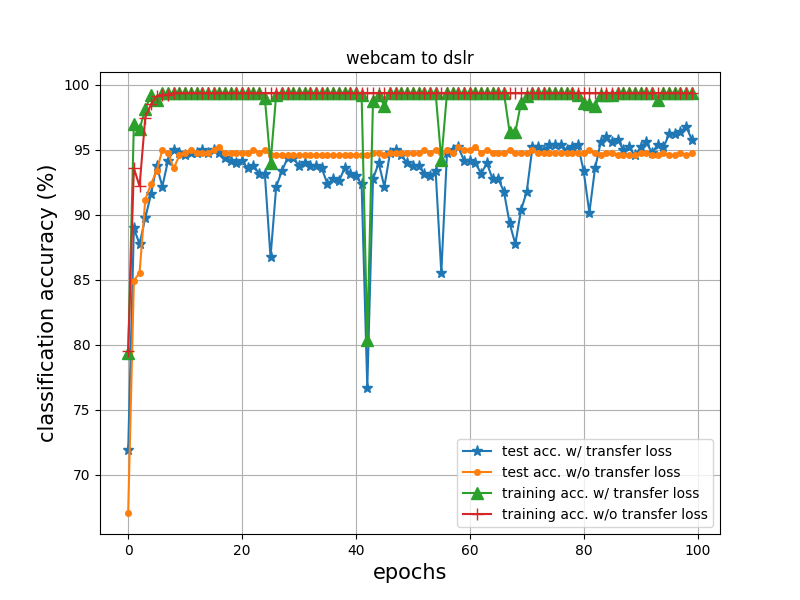 webcam to dslr
classification accuracy (%)
100
95
90
85
80
75
70
test acc. w/ transfer loss
test acc. w/o transfer loss
training acc. w/ transfer loss
training acc. w/o transfer loss
0 20 40 60 80 100
epochs